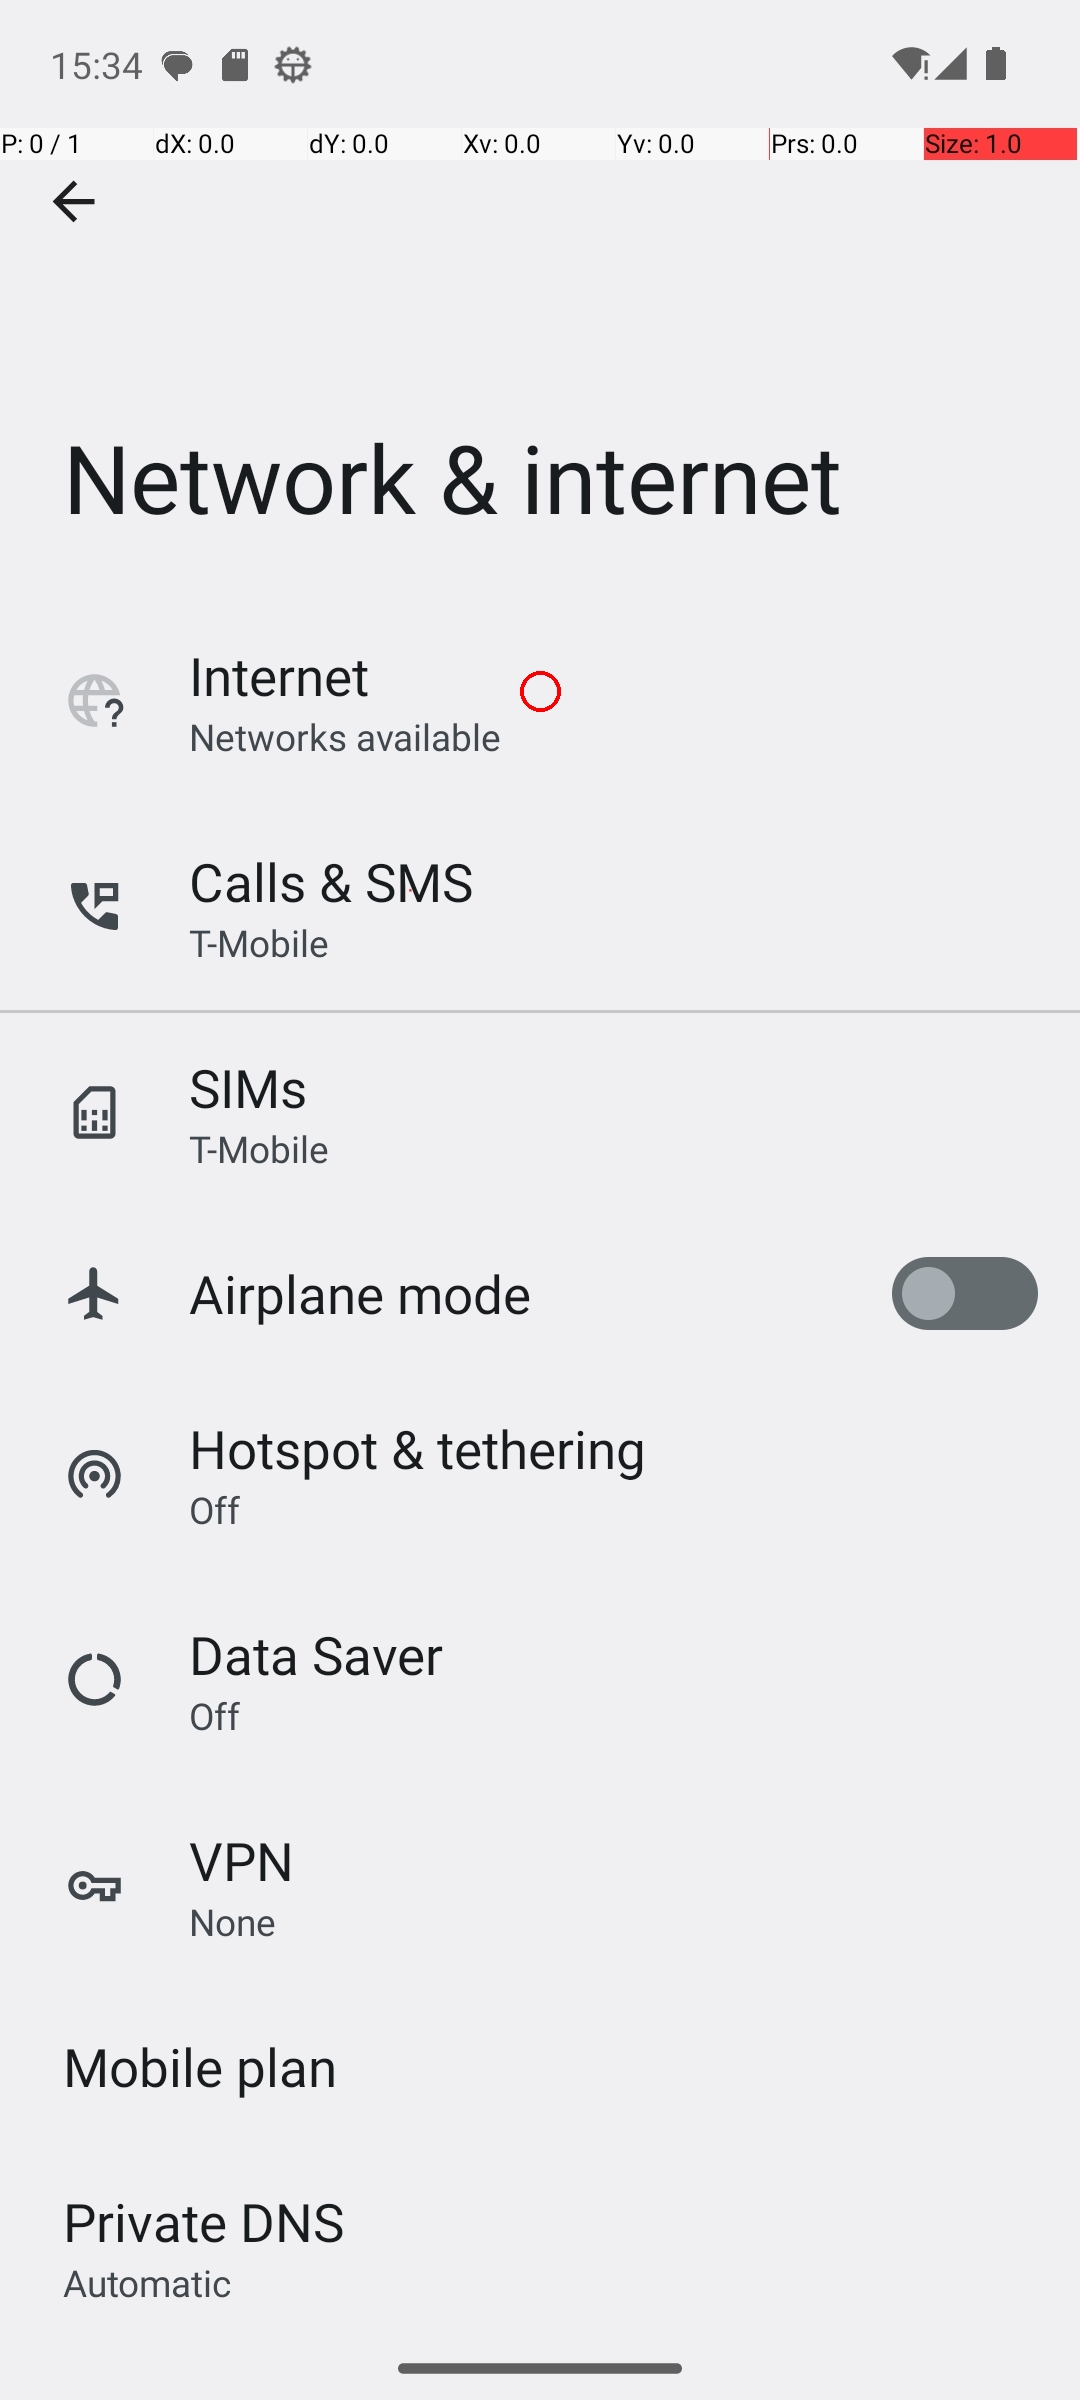 15:34
P: 0 / 1 dX: 0.0 dY: 0.0 Xv: 0.0 Yv: 0.0 Prs: 0.0 Size: 1.0
Network & internet
Internet
Networks available
Calls & SMS
T-Mobile
SIMs
T-Mobile
Airplane mode
Hotspot & tethering
Off
Data Saver
Off
VPN
None
Mobile plan
Private DNS
Automatic